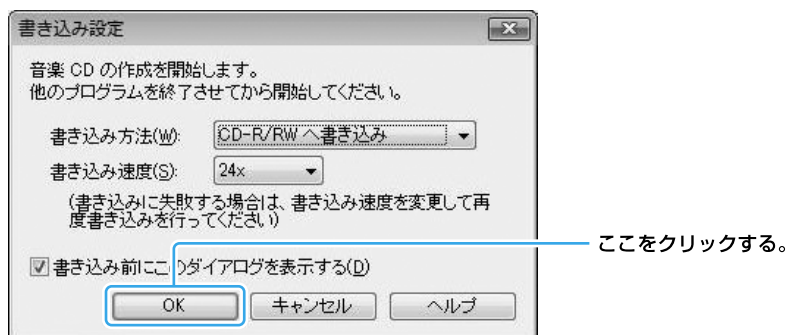 書き込み設定
音楽 CD の作成を開始します。
他のプログラムを終了させてから開始してください。
書き込み方法(W): CD-R/RW へ書き込み
書き込み速度(S): 24x
(書き込みに失敗する場合は、書き込み速度を変更して再
度書き込みを行ってください)
ここをクリックする。
書き込み前にこのダイアログを表示する(D)
OK キャンセル ヘルプ